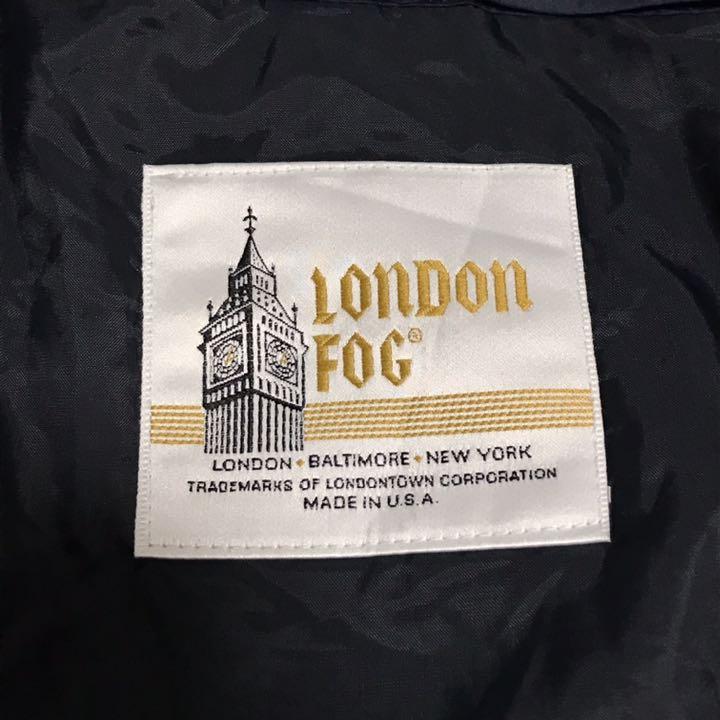 LONDON
FOG®
LONDON • BALTIMORE • NEW YORK
TRADEMARKS OF LONDONTOWN CORPORATION
MADE IN U.S.A.